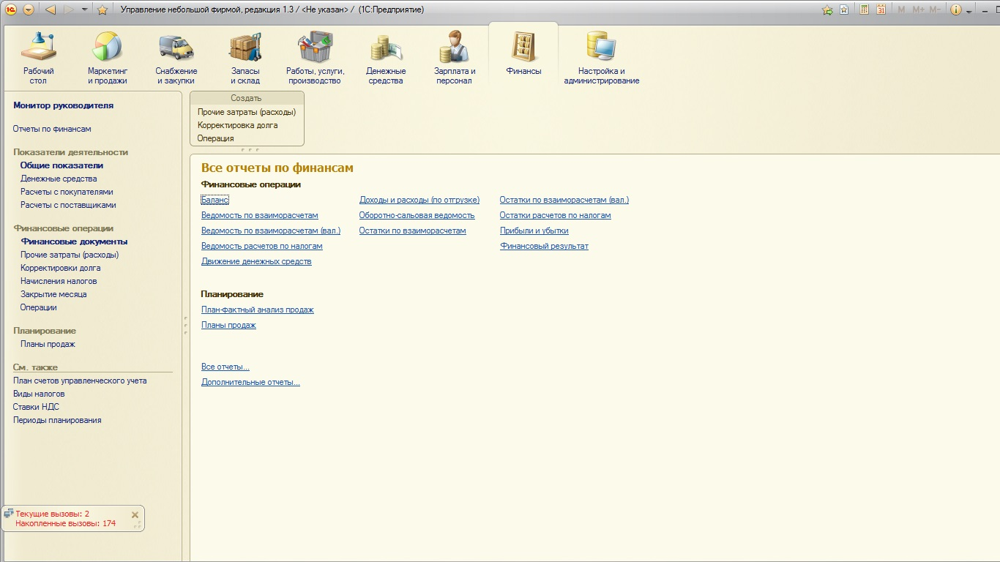 Управление небольшой фирмой, редакция 1.3 / <Не указан> / (1С:Предприятие)
M M+ M-
31
Рабочий
стол
Маркетинг
и продажи
Снабжение
и закупки
Запасы
и склад
Работы, услуги,
производство
Денежные
средства
Зарплата и
персонал
Финансы
Настройка и
администрирование
Монитор руководителя
Отчеты по финансам
Показатели деятельности
Общие показатели
Денежные средства
Расчеты с покупателями
Расчеты с поставщиками
Финансовые операции
Финансовые документы
Прочие затраты (расходы)
Корректировки долга
Начисления налогов
Закрытие месяца
Операции
Планирование
Планы продаж
См. также
План счетов управленческого учета
Виды налогов
Ставки НДС
Периоды планирования
Текущие вызовы: 2
Накопленные вызовы: 174
Создать
Прочие затраты (расходы)
Корректировка долга
Операция
Все отчеты по финансам
Финансовые операции
Баланс Доходы и расходы (по отгрузке) Остатки по взаиморасчетам (вал.)
Ведомость по взаиморасчетам Оборотно-сальовая ведомость Остатки расчетов по налогам
Ведомость по взаиморасчетам (вал.) Остатки по взаиморасчетам Прибыли и убытки
Ведомость расчетов по налогам Финансовый результат
Движение денежных средств
Планирование
План-фактный анализ продаж
Планы продаж
Все отчеты...
Дополнительные отчеты...